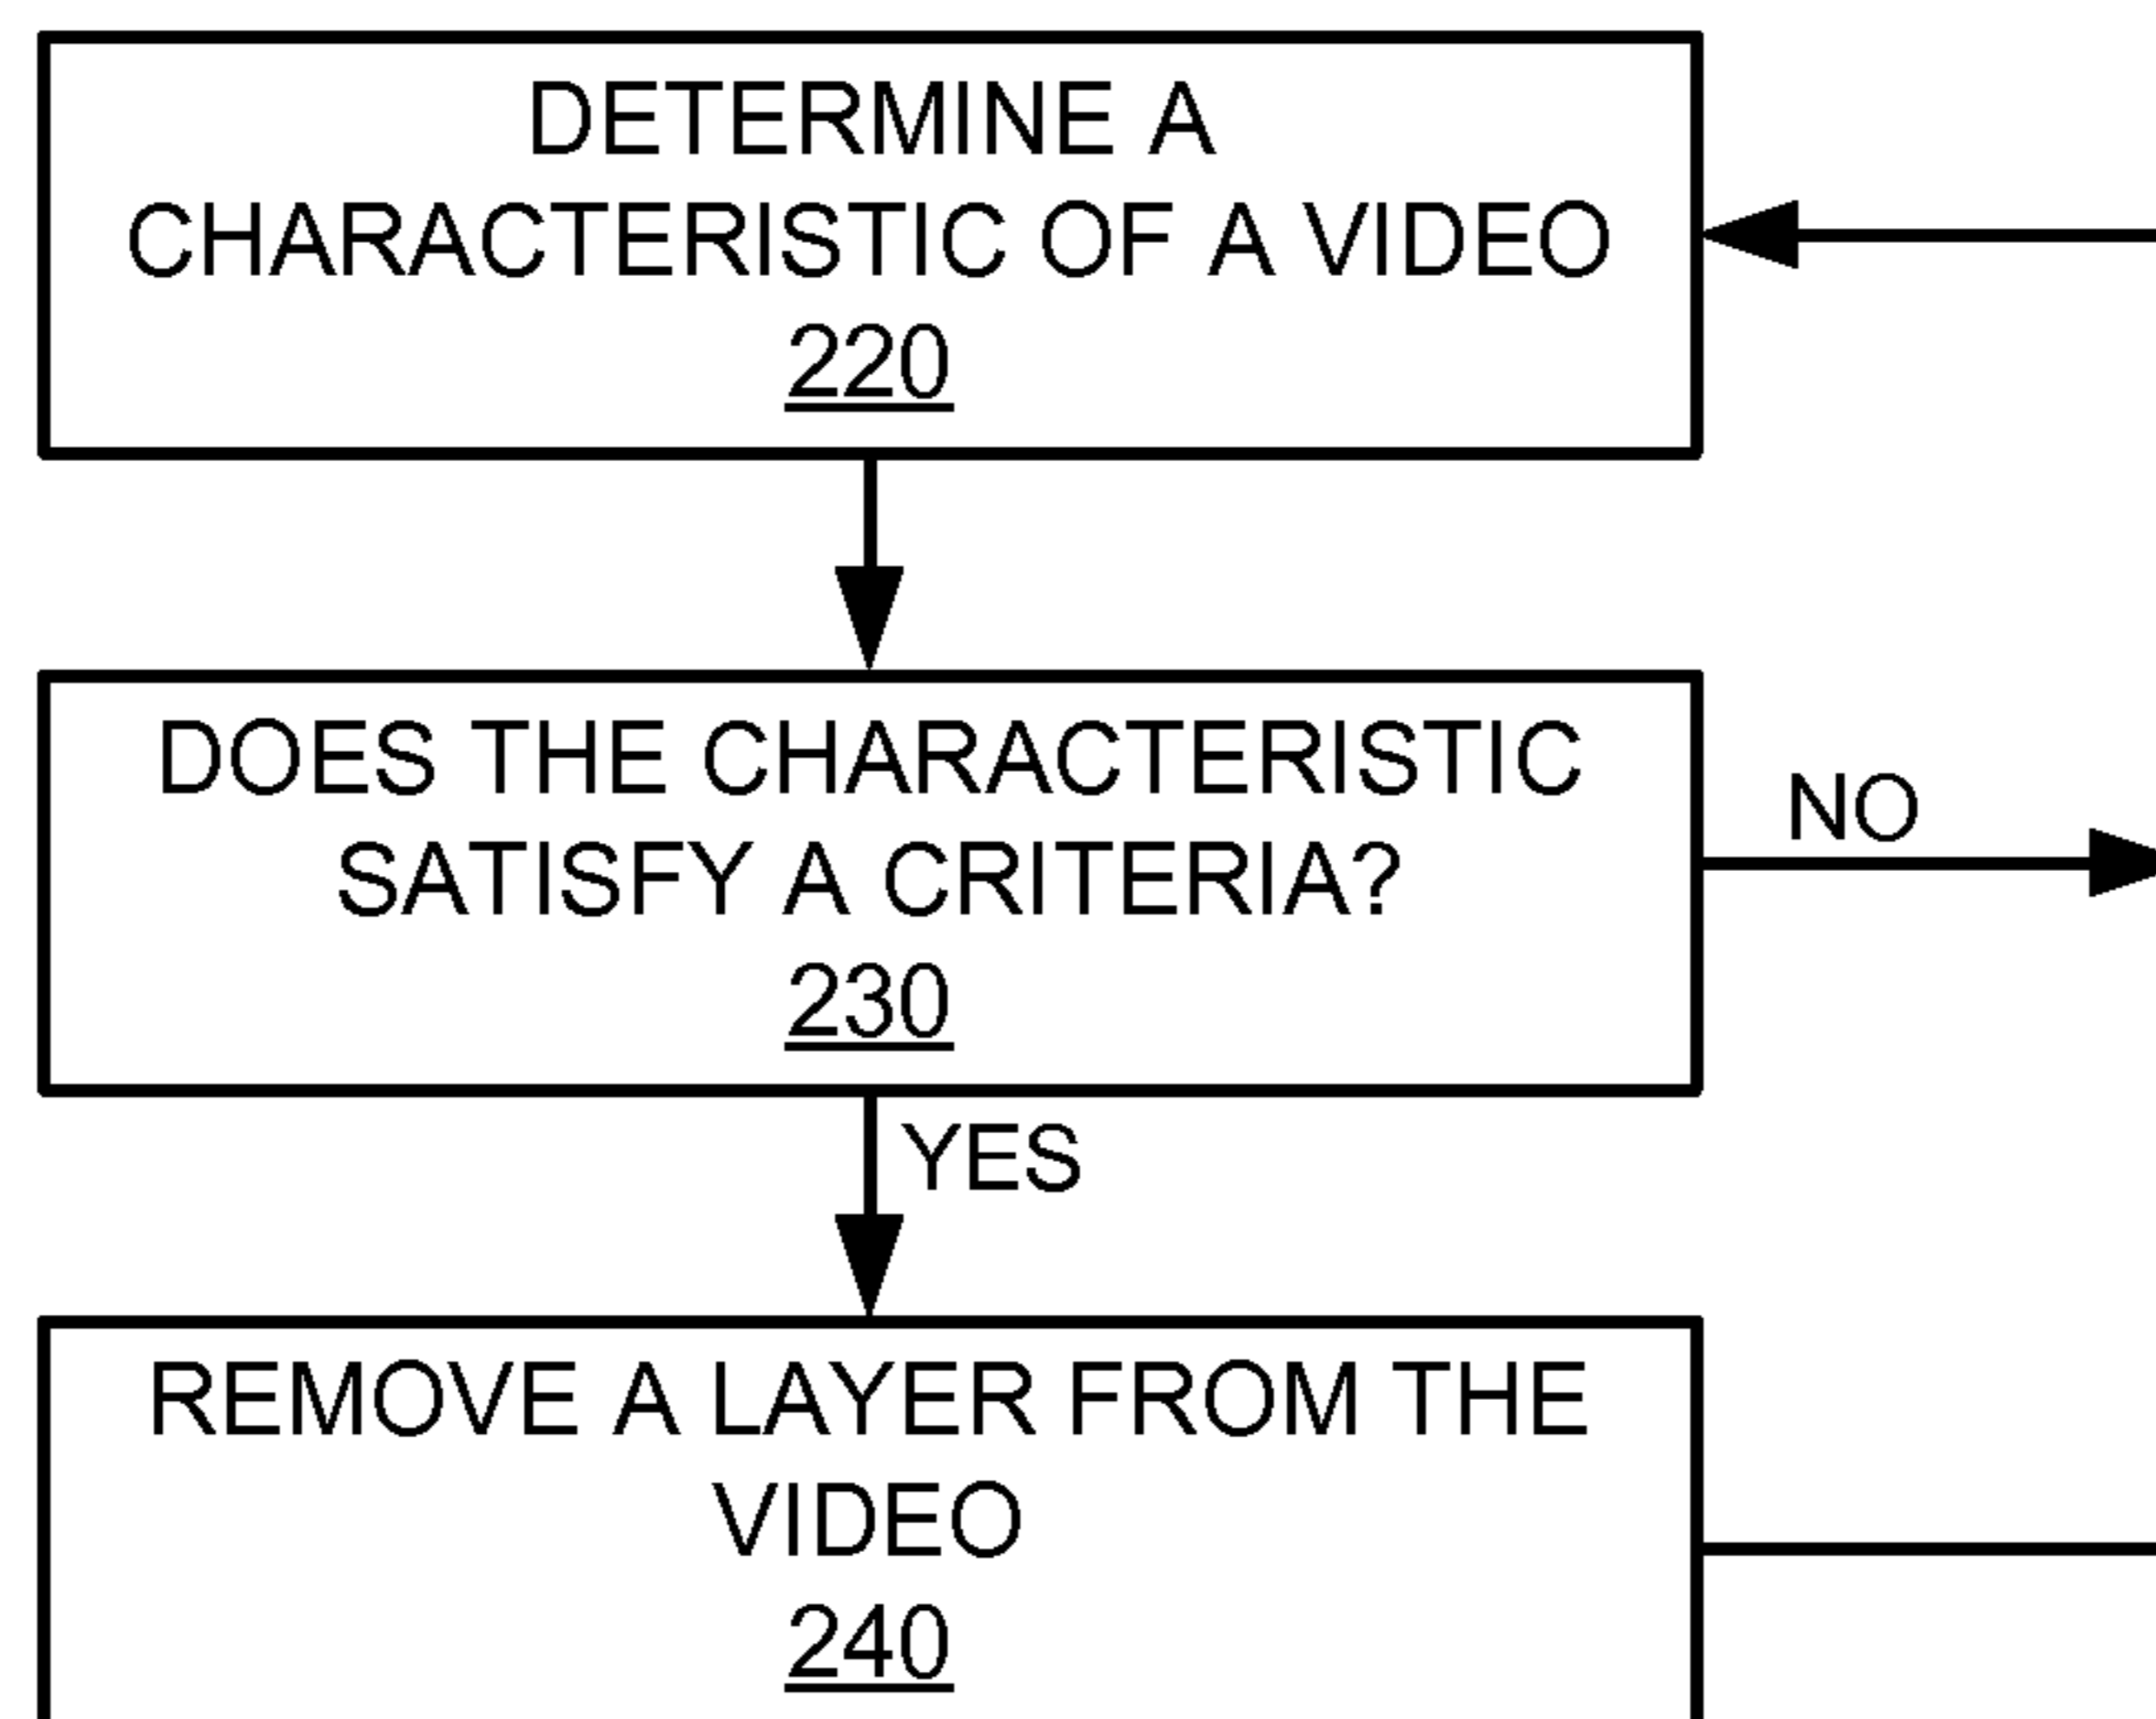 DETERMINE A
CHARACTERISTIC OF A VIDEO
220
DOES THE CHARACTERISTIC
SATISFY A CRITERIA?
230
NO
YES
REMOVE A LAYER FROM THE
VIDEO
240